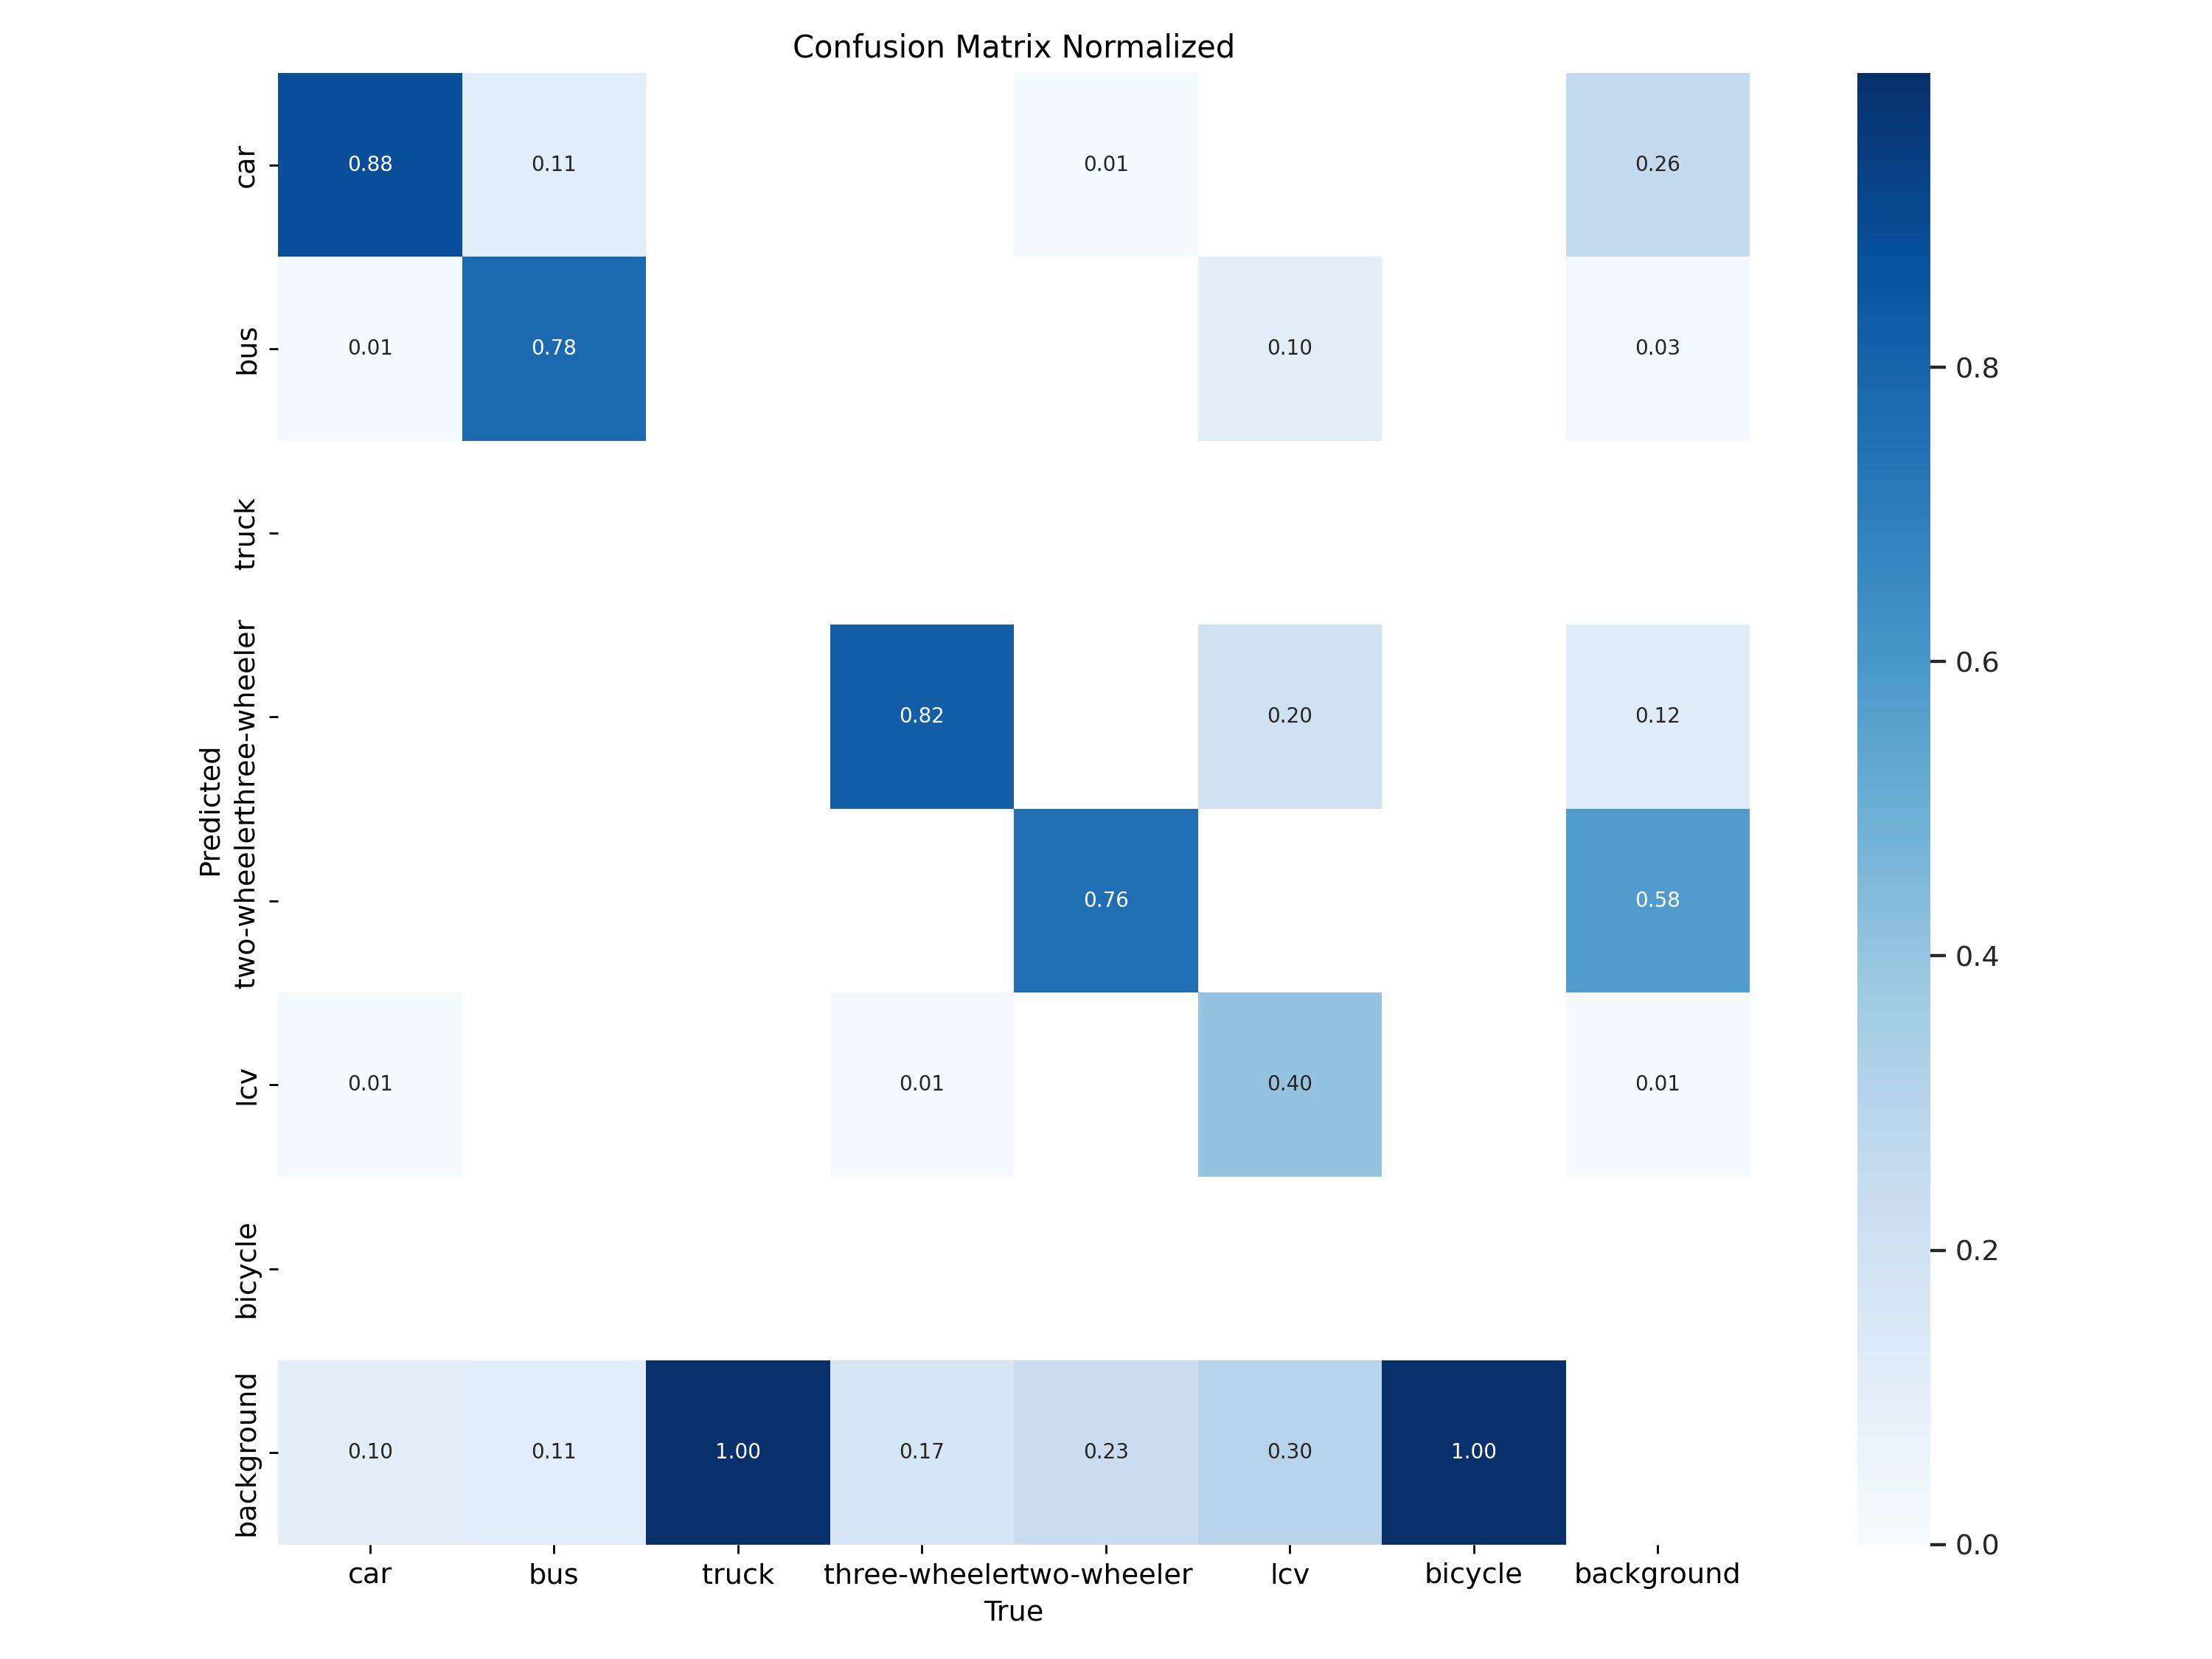 Confusion Matrix Normalized
car 0.88 0.11 0.01 0.26
bus 0.01 0.78 0.10 0.03
0.8
truck
0.6
three-wheeler 0.82 0.20 0.12
Predicted
two-wheeler 0.76 0.58
0.4
lcv 0.01 0.01 0.40 0.01
bicycle
0.2
background 0.10 0.11 1.00 0.17 0.23 0.30 1.00
0.0
car bus truck three-wheeler two-wheeler lcv bicycle background
True